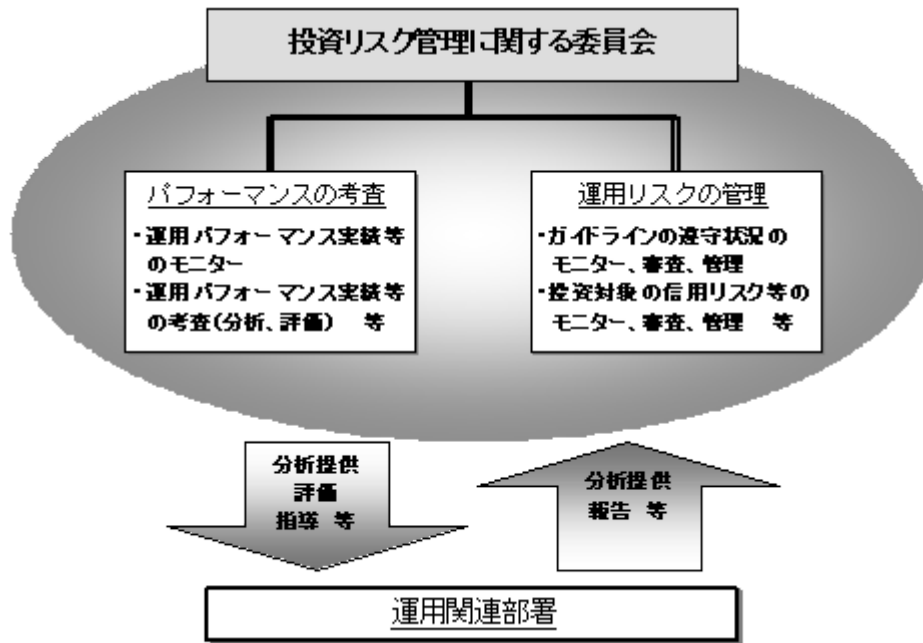 投資リスク管理に関する委員会
パフォーマンスの考査
・運用パフォーマンス実績等
のモニター
・運用パフォーマンス実績等
の考査(分析、評価) 等
運用リスクの管理
・ガイドラインの遵守状況の
モニター、審査、管理
・投資対後の信用リスク等の
モニター、審査、管理 等
分析提供
評価
指導 等
分析提供
報告 等
運用関連部署